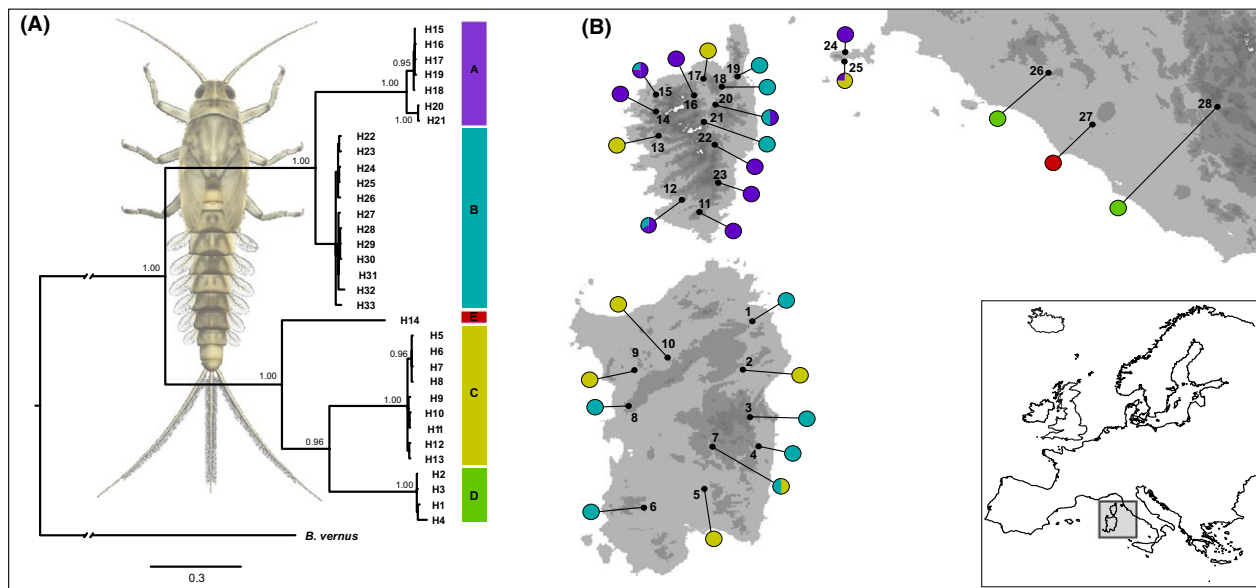 (A)
H15
H16
H17
H19
H18
H20
H21
H22
H23
H24
H25
H26
H27
H28
H29
H30
H31
H32
H33
H14
H5
H6
H7
H8
H9
H10
H11
H12
H13
H2
H3
H1
H4
B. vernus
0.95
1.00
1.00
1.00
1.00
1.00
0.96
1.00
0.96
1.00
A
B
E
C
D
0.3
(B)
17
18
19
15
16
20
14
21
13
22
23
12
11
24
25
26
27
28
1
10
9
2
8
3
7
4
5
6